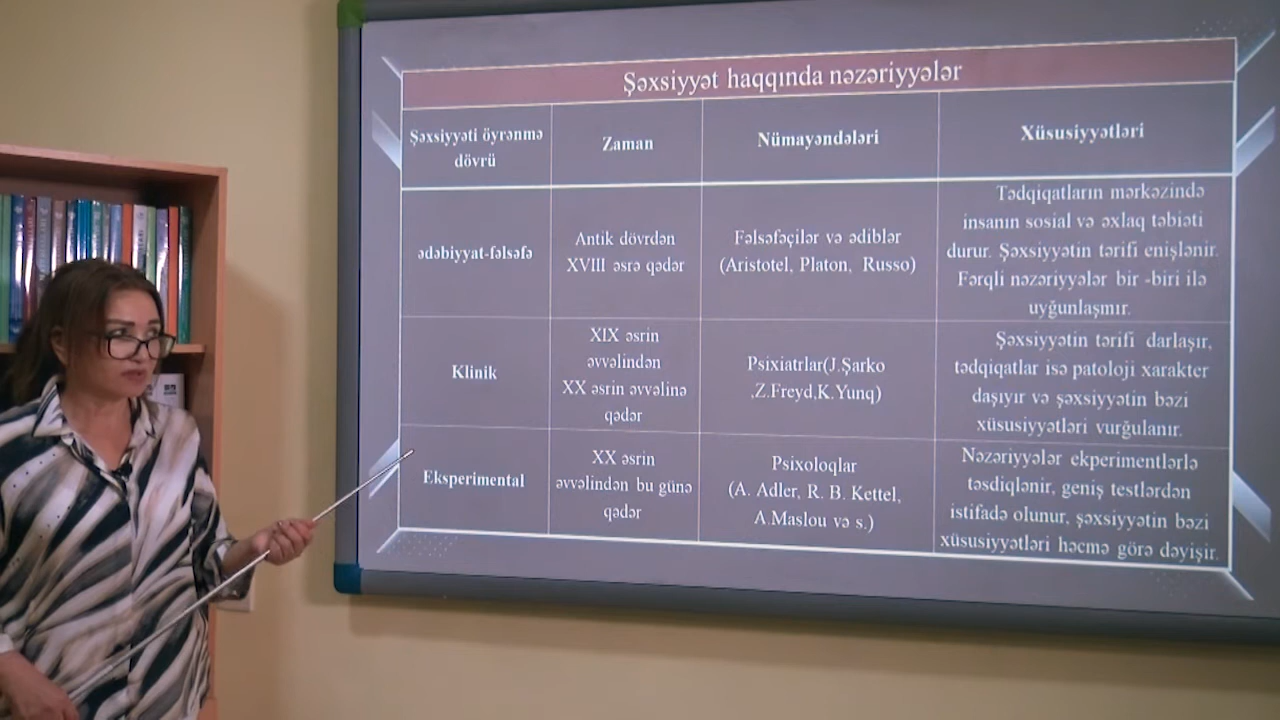 Şəxsiyyət haqqında nəzəriyyələr
Şəxsiyyəti öyrənmə
dövrü
Zaman
Nümayəndələri
Xüsusiyyətləri
ədəbiyyat-fəlsəfə
Antik dövrdən
XVIII əsrə qədər
Fəlsəfəçilər və ədiblər
(Aristotel, Platon, Russo)
Tədqiqatların mərkəzində
insanın sosial və əxlaq təbiəti
durur. Şəxsiyyətin tərifi enişlənir.
Fərqli nəzəriyyələr bir -biri ilə
uyğunlaşmır.
Klinik
XIX əsrin
əvvəlindən
XX əsrin əvvəlinə
qədər
Psixiatrlar(J.Şarko
,Z.Freyd,K.Yunq)
Şəxsiyyətin tərifi darlaşır,
tədqiqatlar isə patoloji xarakter
daşıyır və şəxsiyyətin bəzi
xüsusiyyətləri vurğulanır.
Eksperimental
XX əsrin
əvvəlindən bu günə
qədər
Psixoloqlar
(A. Adler, R. B. Kettel,
A.Maslou və s.)
Nəzəriyyələr ekperimentlərlə
təsdiqlənir, geniş testlərdən
istifadə olunur, şəxsiyyətin bəzi
xüsusiyyətləri həcmə görə dəyişir.